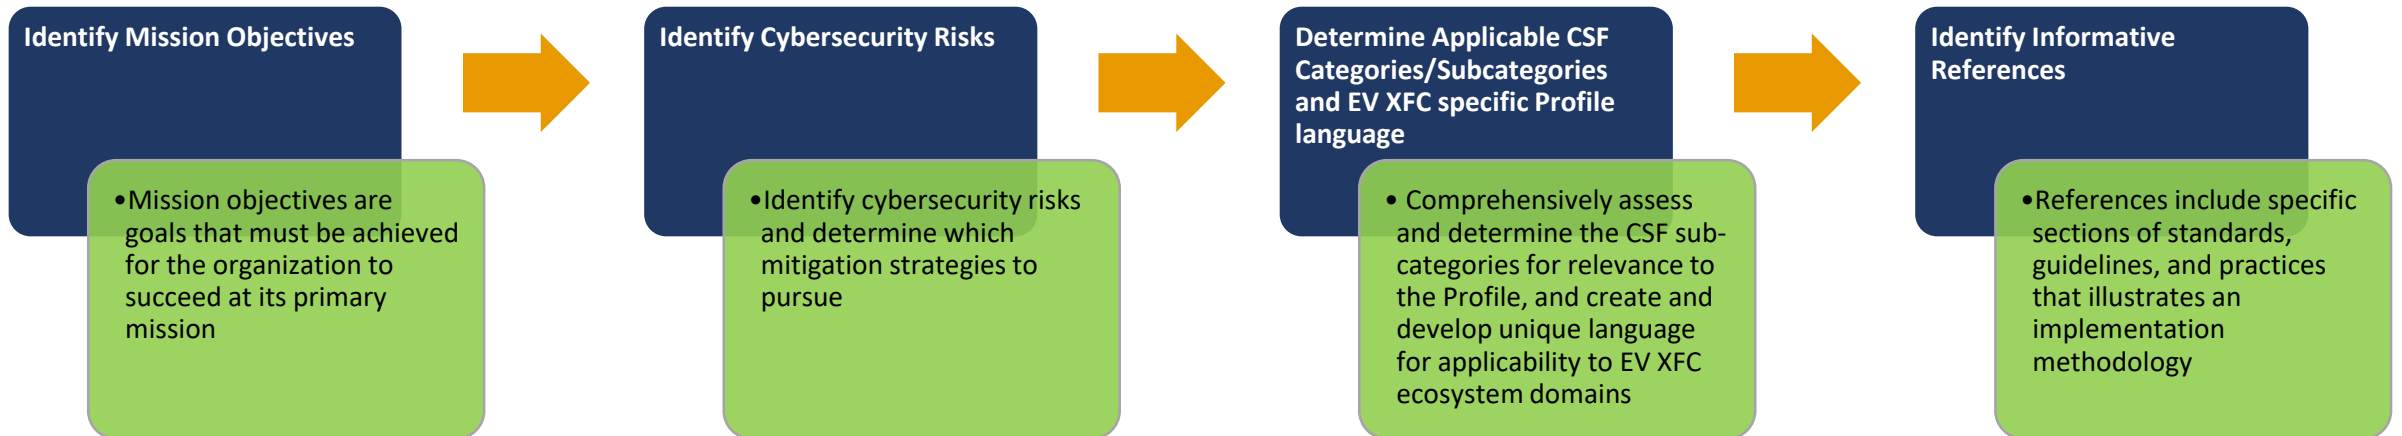 Identify Mission Objectives
•Mission objectives are
goals that must be achieved
for the organization to
succeed at its primary
mission
Identify Cybersecurity Risks
•Identify cybersecurity risks
and determine which
mitigation strategies to
pursue
Determine Applicable CSF
Categories/Subcategories
and EV XFC specific Profile
language
• Comprehensively assess
and determine the CSF sub-
categories for relevance to
the Profile, and create and
develop unique language
for applicability to EV XFC
ecosystem domains
Identify Informative
References
•References include specific
sections of standards,
guidelines, and practices
that illustrates an
implementation
methodology